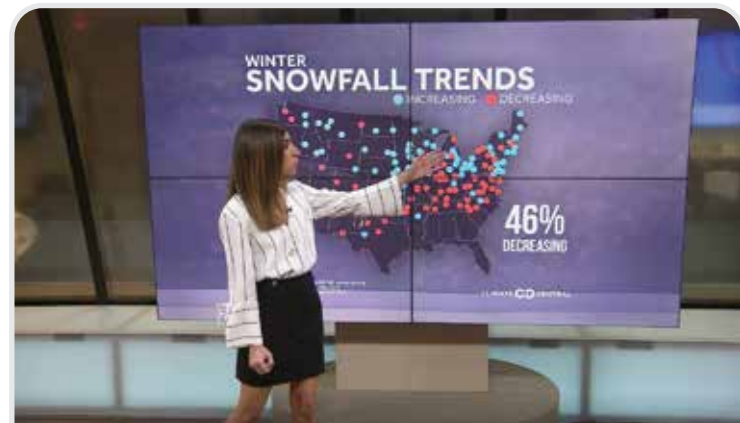 WINTER
SNOWFALL TRENDS
INCREASING DECREASING
46%
DECREASING
CLIMATE CENTRAL